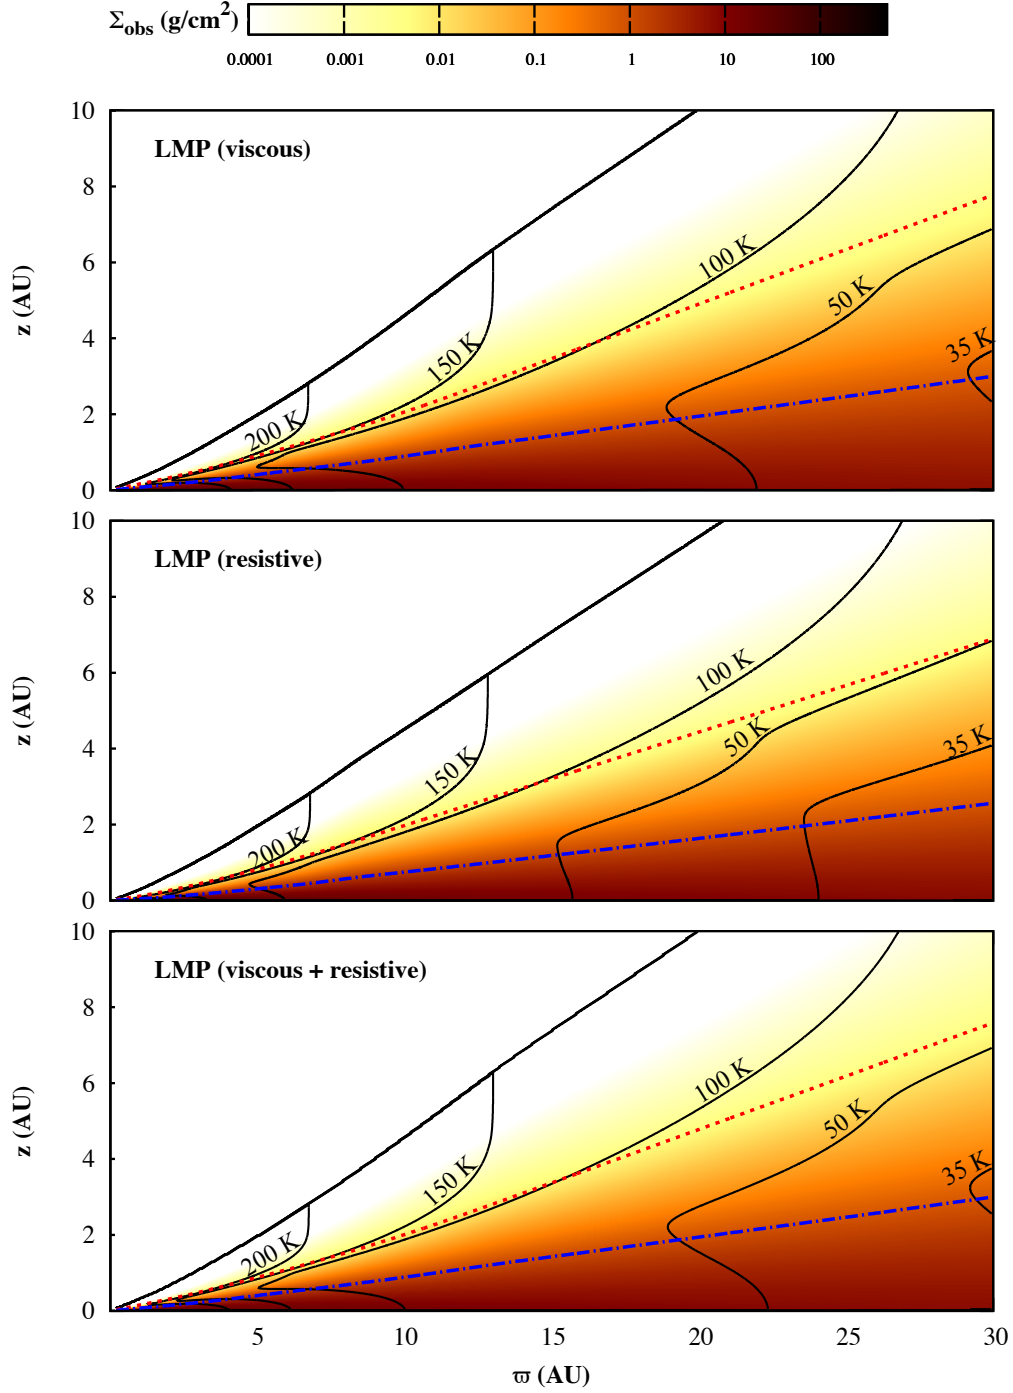 Σobs (g/cm2)
0.0001 0.001 0.01 0.1 1 10 100
10
LMP (viscous)
8
z (AU)
6
100 K
50 K
4
150 K
35 K
2
200 K
0
10
LMP (resistive)
8
z (AU)
6
100 K
4
150 K
50 K
35 K
2
200 K
0
10
LMP (viscous + resistive)
8
z (AU)
6
100 K
50 K
4
150 K
35 K
2
200 K
0
5 10 15 20 25 30
ϖ (AU)